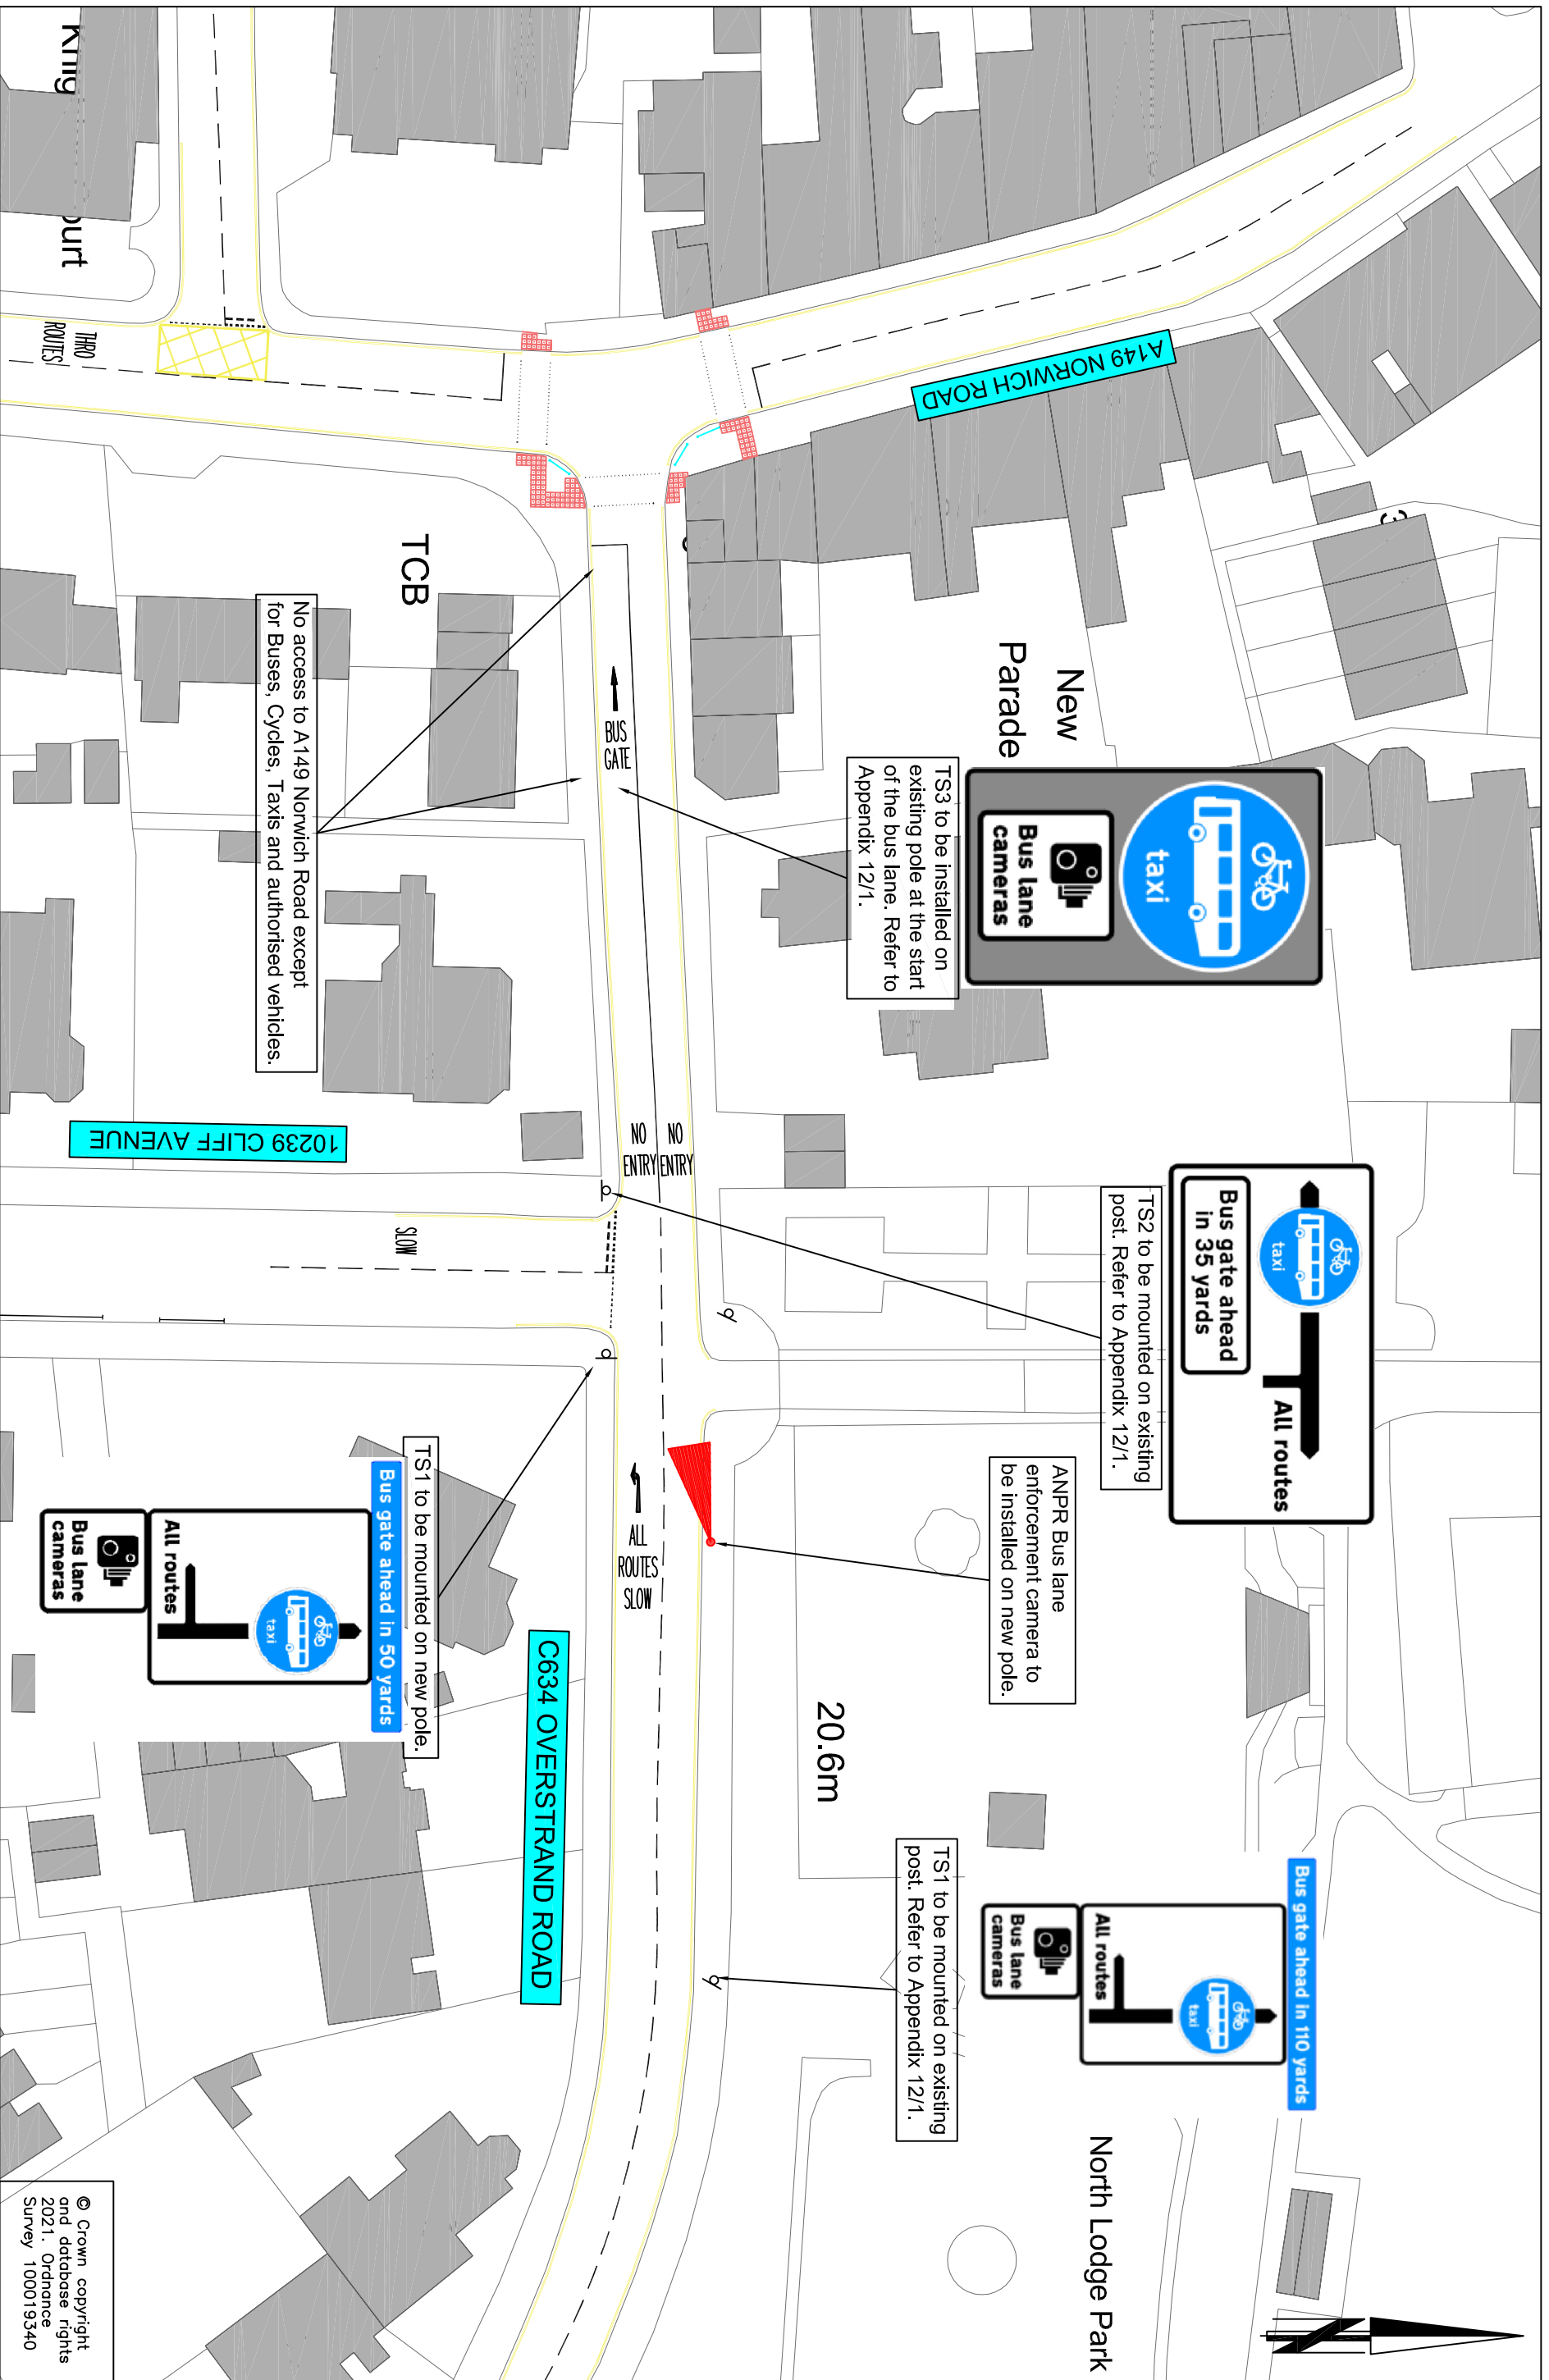 Knig
ourt
THRO
ROUTES
A149 NORWICH ROAD
TCB
New
Parade
3
BUS
GATE
No access to A149 Norwich Road except
for Buses, Cycles, Taxis and authorised vehicles.
taxi
Bus lane
cameras
TS3 to be installed on
existing pole at the start
of the bus lane. Refer to
Appendix 12/1.
10239 CLIFF AVENUE
NO
ENTRY
NO
ENTRY
SLOW
taxi
All routes
Bus gate ahead
in 35 yards
TS2 to be mounted on existing
post. Refer to Appendix 12/1.
ANPR Bus lane
enforcement camera to
be installed on new pole.
ALL
ROUTES
SLOW
TS1 to be mounted on new pole.
Bus gate ahead in 50 yards
taxi
All routes
Bus lane
cameras
C634 OVERSTRAND ROAD
20.6m
Bus gate ahead in 110 yards
taxi
All routes
Bus lane
cameras
TS1 to be mounted on existing
post. Refer to Appendix 12/1.
North Lodge Park
© Crown copyright
and database rights
2021. Ordnance
Survey 100019340